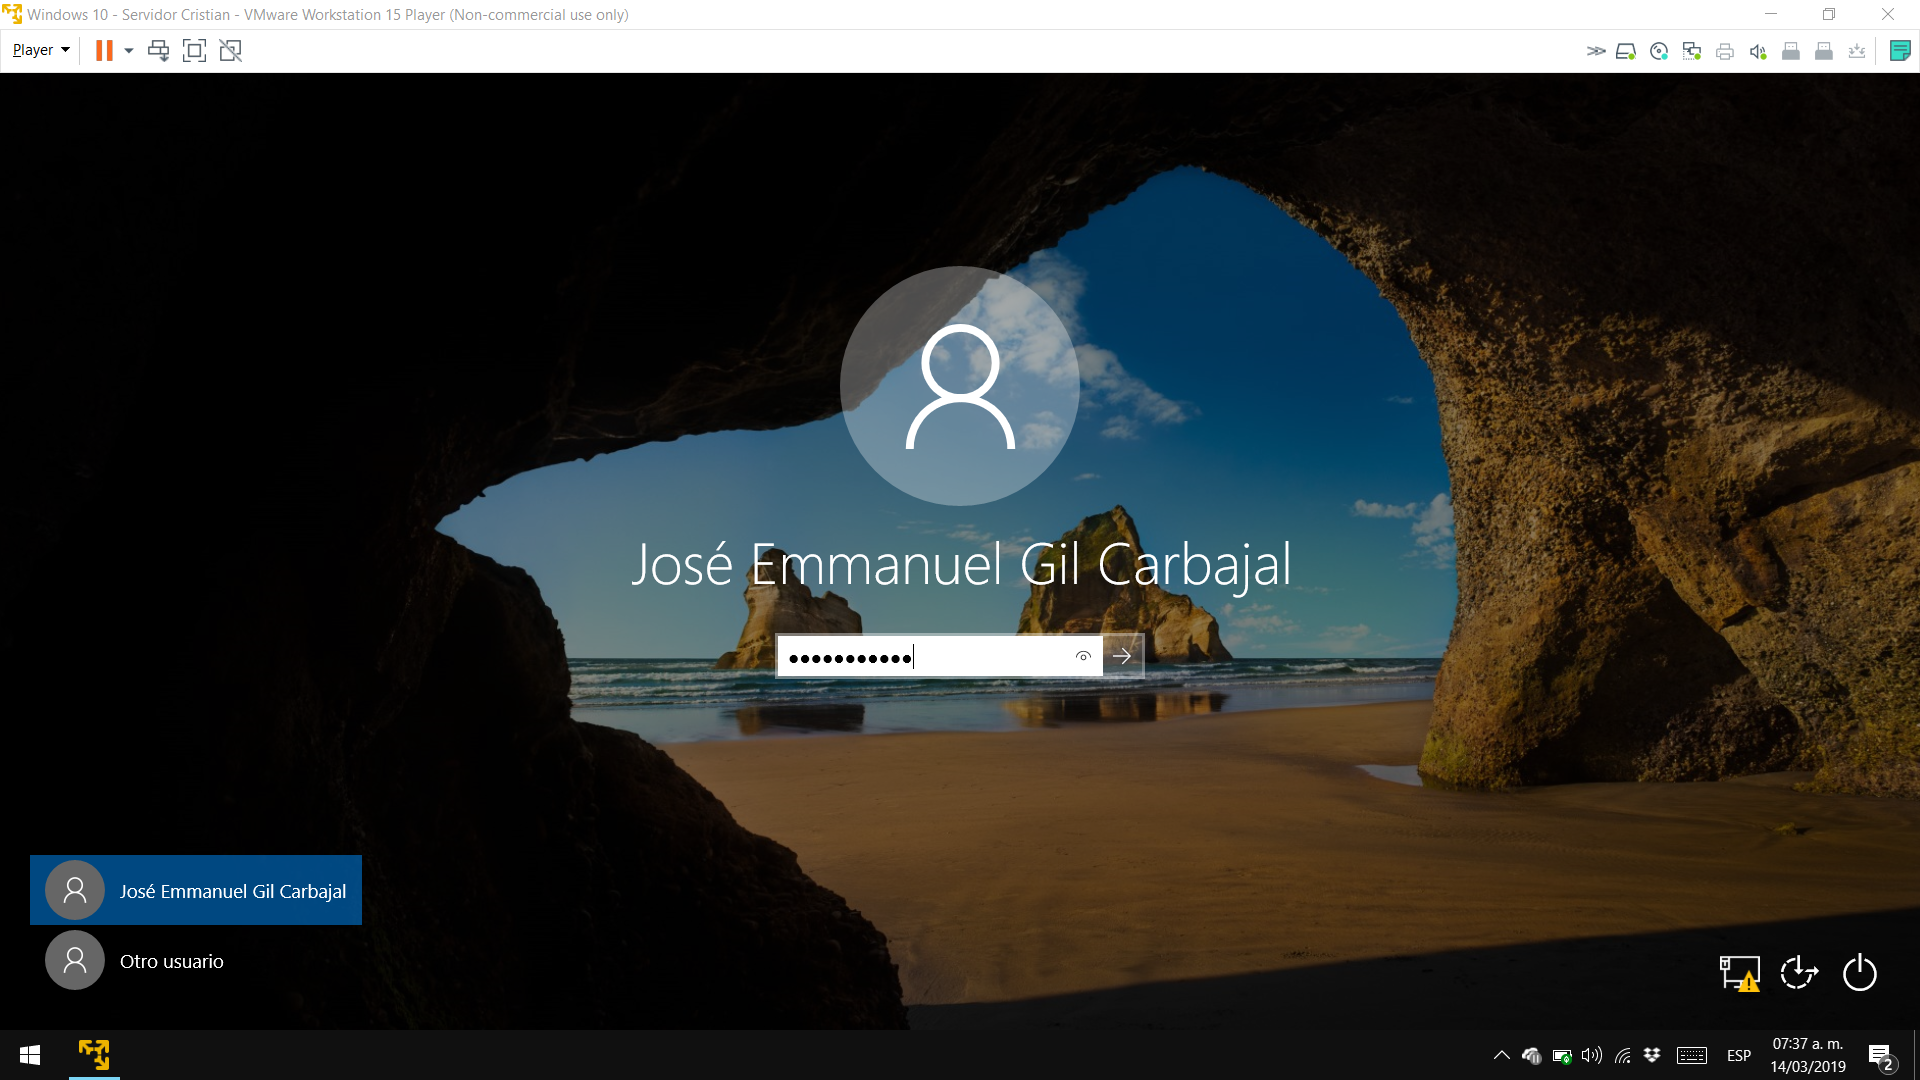 Windows 10 - Servidor Cristian - VMware Workstation 15 Player (Non-commercial use only)
Player
José Emmanuel Gil Carbajal
José Emmanuel Gil Carbajal
Otro usuario
ESP
07:37 a. m.
14/03/2019
2